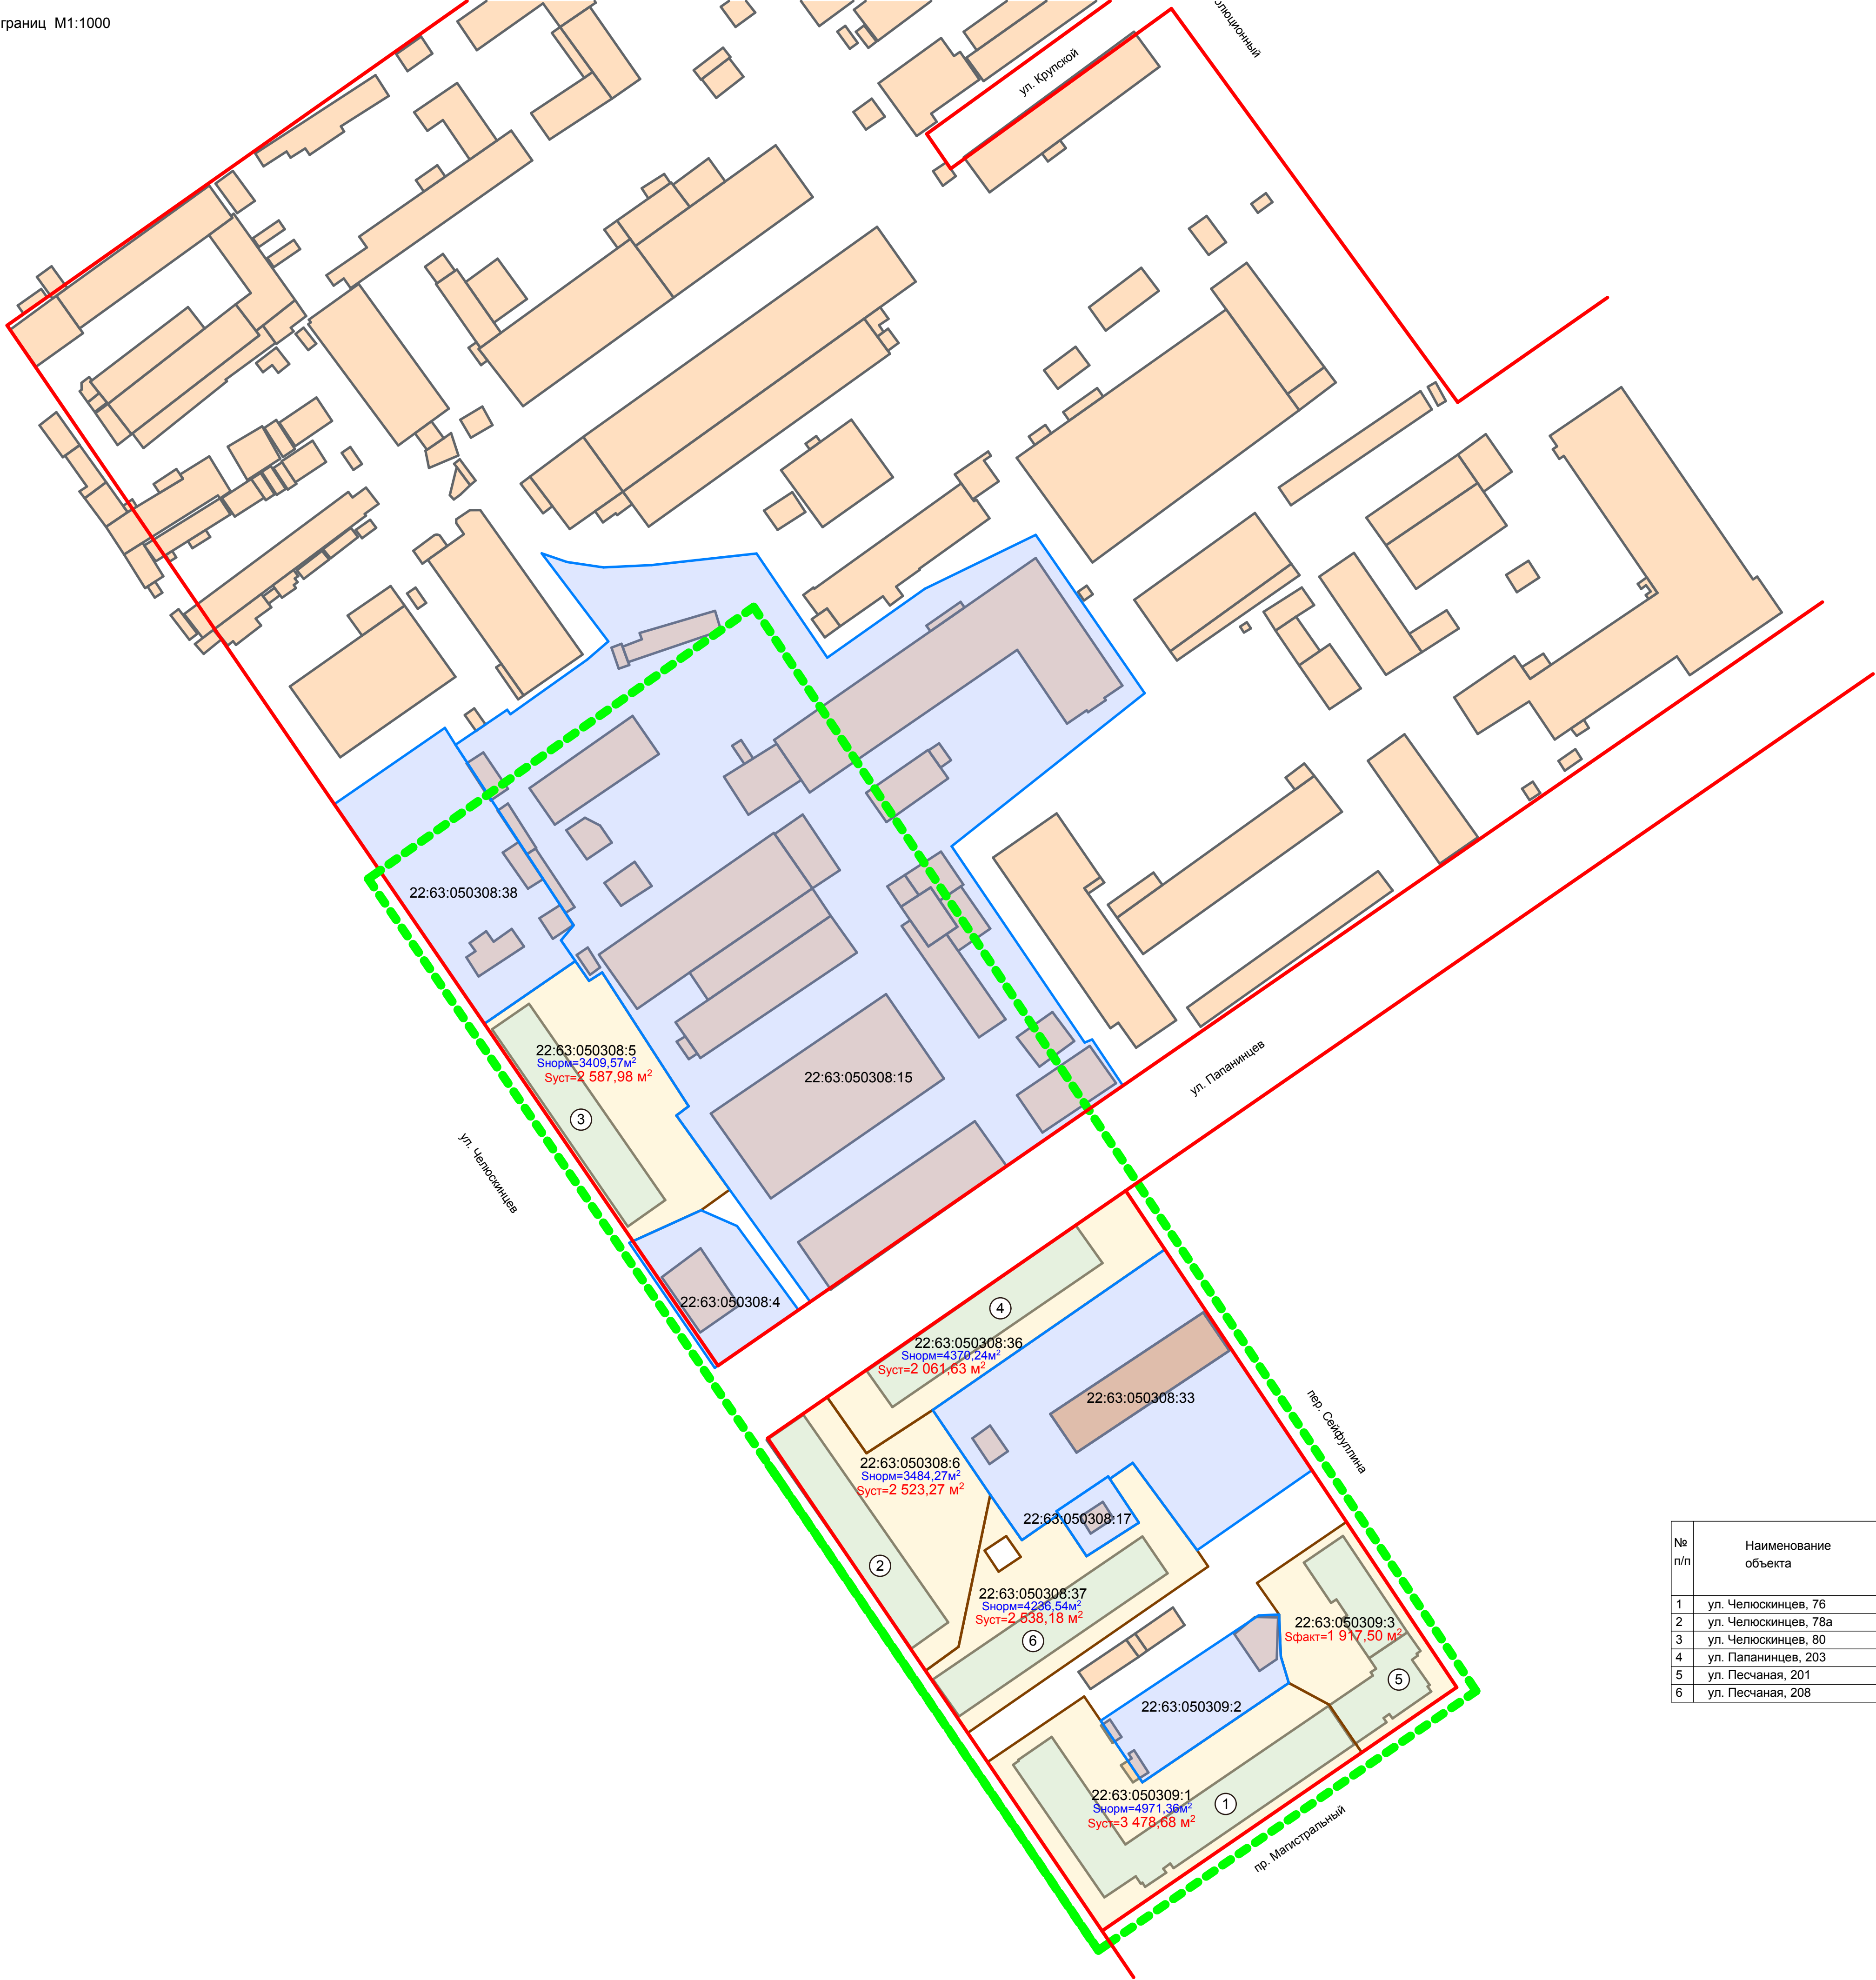 границ М1:1000
ул. Крупской
22:63:050308:38
22:63:050308:5
Sнорм=3409,57м²
Sуст=2 587,98 м²
3
22:63:050308:15
ул. Папанинцев
ул. Челюскинцев
22:63:050308:4
4
22:63:050308:36
Sнорм=4370,24м²
Sуст=2 061,63 м²
22:63:050308:33
пер. Сейфуллина
22:63:050308:6
Sнорм=3484,27м²
Sуст=2 523,27 м²
22:63:050308:17
2
22:63:050308:37
Sнорм=4236,54м²
Sуст=2 538,18 м²
6
22:63:050309:3
Sфакт=1 917,50 м²
5
22:63:050309:2
22:63:050309:1
Sнорм=4971,36м²
Sуст=3 478,68 м²
1
пр. Магистральный
№ п/п Наименование
объекта
1 ул. Челюскинцев, 76
2 ул. Челюскинцев, 78а
3 ул. Челюскинцев, 80
4 ул. Папанинцев, 203
5 ул. Песчаная, 201
6 ул. Песчаная, 208